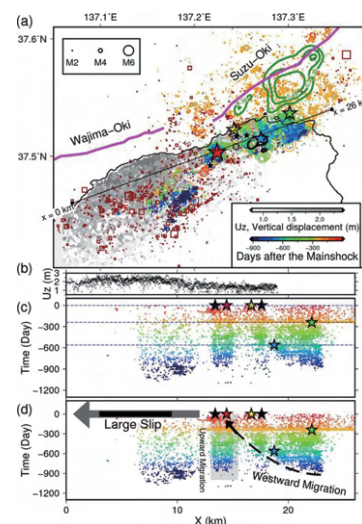 (a)
137.1°E
137.2°E
137.3°E
37.6°N
M2
M4
M6
Suzu-Oki
Wajima-Oki
37.5°N
X = 26 km
X = 0 km
1.0 2.0
Uz, Vertical displacement (m)
-900 -600 -300
Days after the Mainshock
(b)
Uz (m)
3
2
1
(c)
Time (Day)
0
-300
-600
-900
-1200
(d)
Time (Day)
0
-300
-600
-900
-1200
Large Slip
Upward Migration
Westward Migration
0 10 20
X (km)